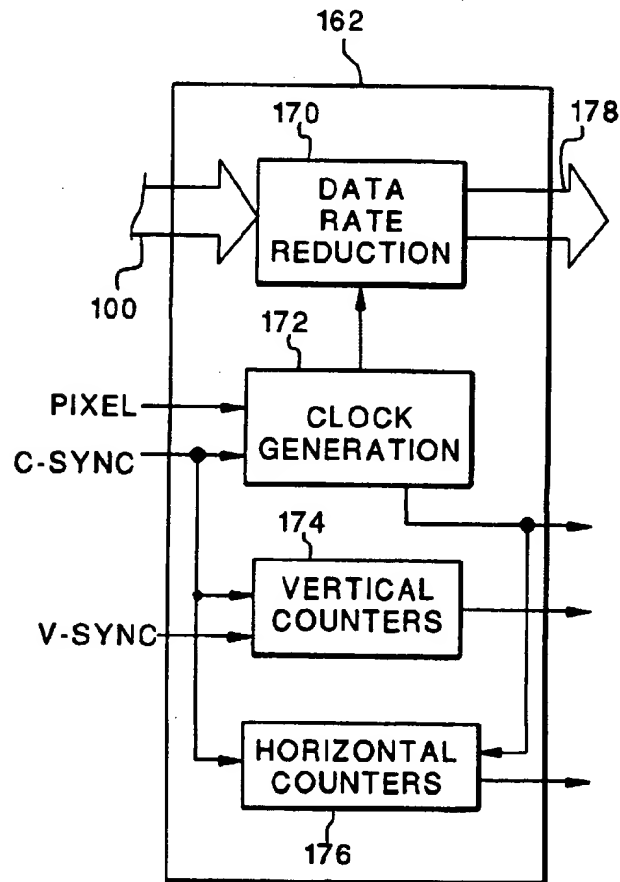 162
170
178
DATA
RATE
REDUCTION
100
172
PIXEL
CLOCK
GENERATION
C-SYNC
174
VERTICAL
COUNTERS
V-SYNC
HORIZONTAL
COUNTERS
176